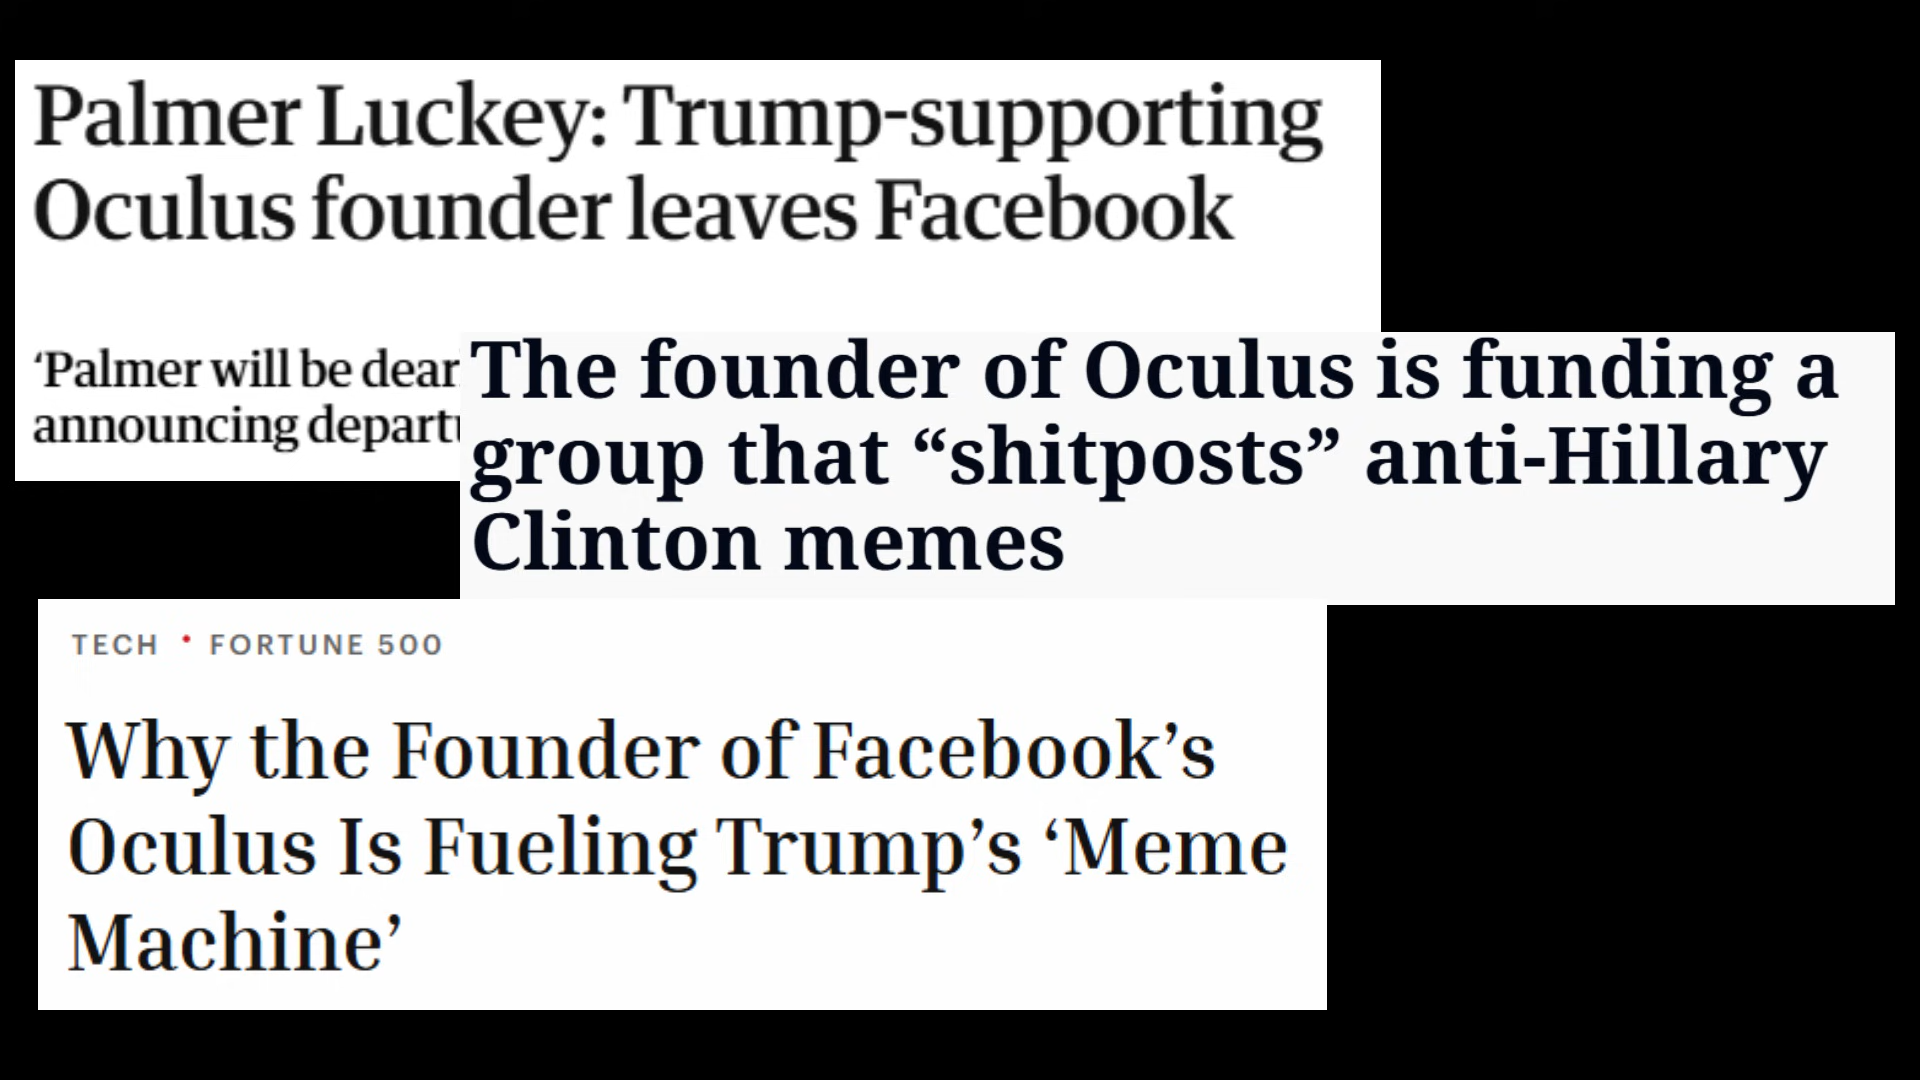 Palmer Luckey: Trump-supporting
Oculus founder leaves Facebook
‘Palmer will be dear
announcing
The founder of Oculus is funding a
group that “shitposts” anti-Hillary
Clinton memes
TECH • FORTUNE 500
Why the Founder of Facebook’s
Oculus Is Fueling Trump’s ‘Meme
Machine’